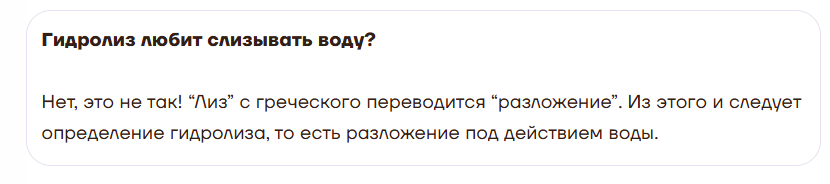 Гидролиз любит слизывать воду?
Нет, это не так! “Лиз” с греческого переводится “разложение”. Из этого и следует
определение гидролиза, то есть разложение под действием воды.